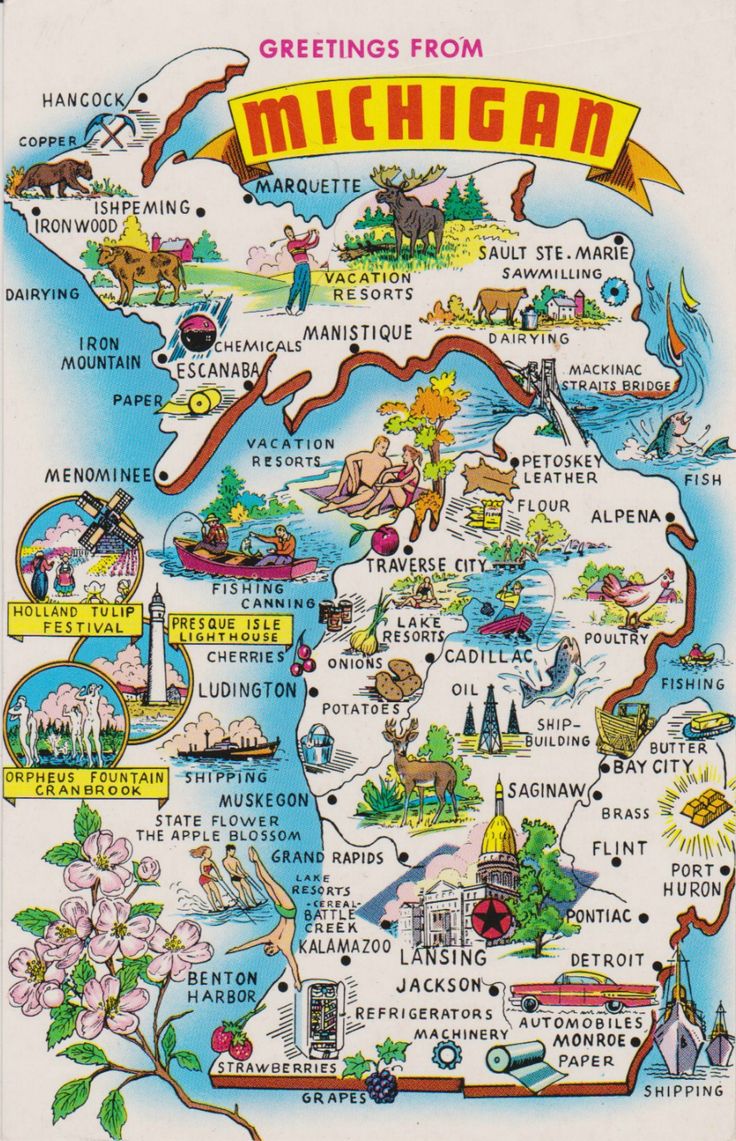 GREETINGS FROM
MICHIGAN
HANCOCK
COPPER
MARQUETTE
ISHPEMING
IRONWOOD
SAULT STE. MARIE
SAWMILLING
VACATION
RESORTS
DAIRYING
DAIRYING
IRON
MOUNTAIN
CHEMICALS
MANISTIQUE
ESCANABA
MACKINAC
STRAITS BRIDGE
PAPER
VACATION
RESORTS
MENOMINEE
PETOSKEY
LEATHER
FISH
FLOUR
FLOUR
ALPENA
TRAVERSE CITY
FISHING
CANNING
HOLLAND TULIP
FESTIVAL
PRESQUE ISLE
LIGHTHOUSE
LAKE
RESORTS
POULTRY
CHERRIES
ONIONS
CADILLAC
FISHING
LUDINGTON
POTATOES
OIL
SHIP-
BUILDING
BUTTER
BAY CITY
ORPHEUS FOUNTAIN
CRANBROOK
SHIPPING
MUSKEGON
SAGINAW
STATE FLOWER
THE APPLE BLOSSOM
BRASS
GRAND RAPIDS
FLINT
PORT
HURON
LAKE
RESORTS
-CEREAL-
BATTLE
CREEK
PONTIAC
KALAMAZOO
LANSING
DETROIT
BENTON
HARBOR
JACKSON
REFRIGERATORS
AUTOMOBILES
MACHINERY
MONROE
PAPER
STRAWBERRIES
GRAPES
SHIPPING